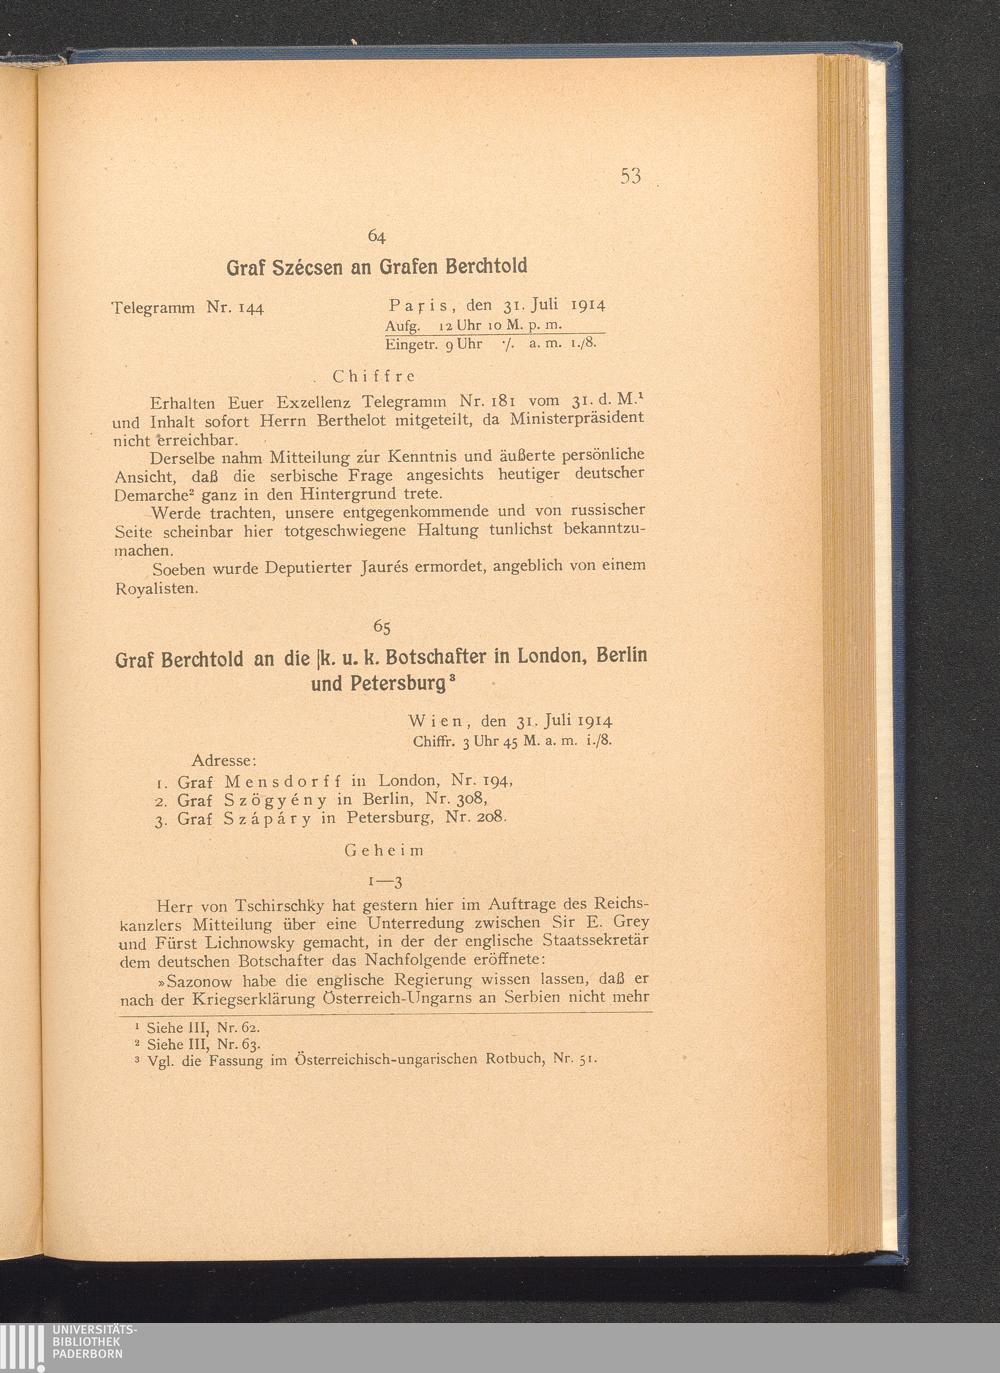 53
64
Graf Szécsen an Grafen Berchtold
Telegramm Nr. 144
Paris, den 31. Juli 1914
Aufg. 12 Uhr 10 M. p. m.
Eingetr. 9 Uhr ·/. a. m. 1./8.
Chiffre
Erhalten Euer Exzellenz Telegramm Nr. 181 vom 31. d. M.¹
und Inhalt sofort Herrn Berthelot mitgeteilt, da Ministerpräsident
nicht erreichbar.
Derselbe nahm Mitteilung zur Kenntnis und äußerte persönliche
Ansicht, daß die serbische Frage angesichts heutiger deutscher
Demarche² ganz in den Hintergrund trete.
Werde trachten, unsere entgegenkommende und von russischer
Seite scheinbar hier totgeschwiegene Haltung tunlichst bekanntzu-
machen.
Soeben wurde Deputierter Jaurés ermordet, angeblich von einem
Royalisten.
65
Graf Berchtold an die k. u. k. Botschafter in London, Berlin
und Petersburg³
Wien, den 31. Juli 1914
Chiffr. 3 Uhr 45 M. a. m. 1./8.
Adresse:
1. Graf Mensdorff in London, Nr. 194,
2. Graf Szögyény in Berlin, Nr. 308,
3. Graf Szápáry in Petersburg, Nr. 208.
Geheim
1—3
Herr von Tschirschky hat gestern hier im Auftrage des Reichs-
kanzlers Mitteilung über eine Unterredung zwischen Sir E. Grey
und Fürst Lichnowsky gemacht, in der der englische Staatssekretär
dem deutschen Botschafter das Nachfolgende eröffnete:
»Sazonow habe die englische Regierung wissen lassen, daß er
nach der Kriegserklärung Österreich-Ungarns an Serbien nicht mehr
¹ Siehe III, Nr. 62.
² Siehe III, Nr. 63.
³ Vgl. die Fassung im Österreichisch-ungarischen Rotbuch, Nr. 51.
UNIVERSITÄTS-
BIBLIOTHEK
PADERBORN